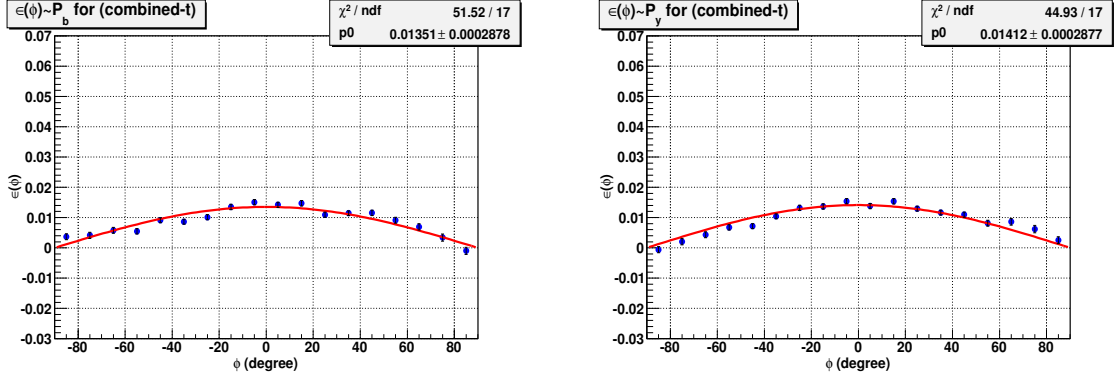 ∈(ϕ)~P_b for (combined-t)
χ² / ndf 51.52 / 17
p0 0.01351 ± 0.0002878
0.07
0.06
0.05
0.04
0.03
0.02
0.01
0
-0.01
-0.02
-0.03
∈(ϕ)
-80 -60 -40 -20 0 20 40 60 80
ϕ (degree)
∈(ϕ)~P_y for (combined-t)
χ² / ndf 44.93 / 17
p0 0.01412 ± 0.0002877
0.07
0.06
0.05
0.04
0.03
0.02
0.01
0
-0.01
-0.02
-0.03
∈(ϕ)
-80 -60 -40 -20 0 20 40 60 80
ϕ (degree)